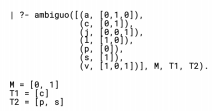 | ?- ambiguo([(a, [0,1,0]),
(c, [0,1]),
(j, [0,0,1]),
(l, [1,0]),
(p, [0]),
(s, [1]),
(v, [1,0,1])], M, T1, T2).
M = [0, 1]
T1 = [c]
T2 = [p, s]